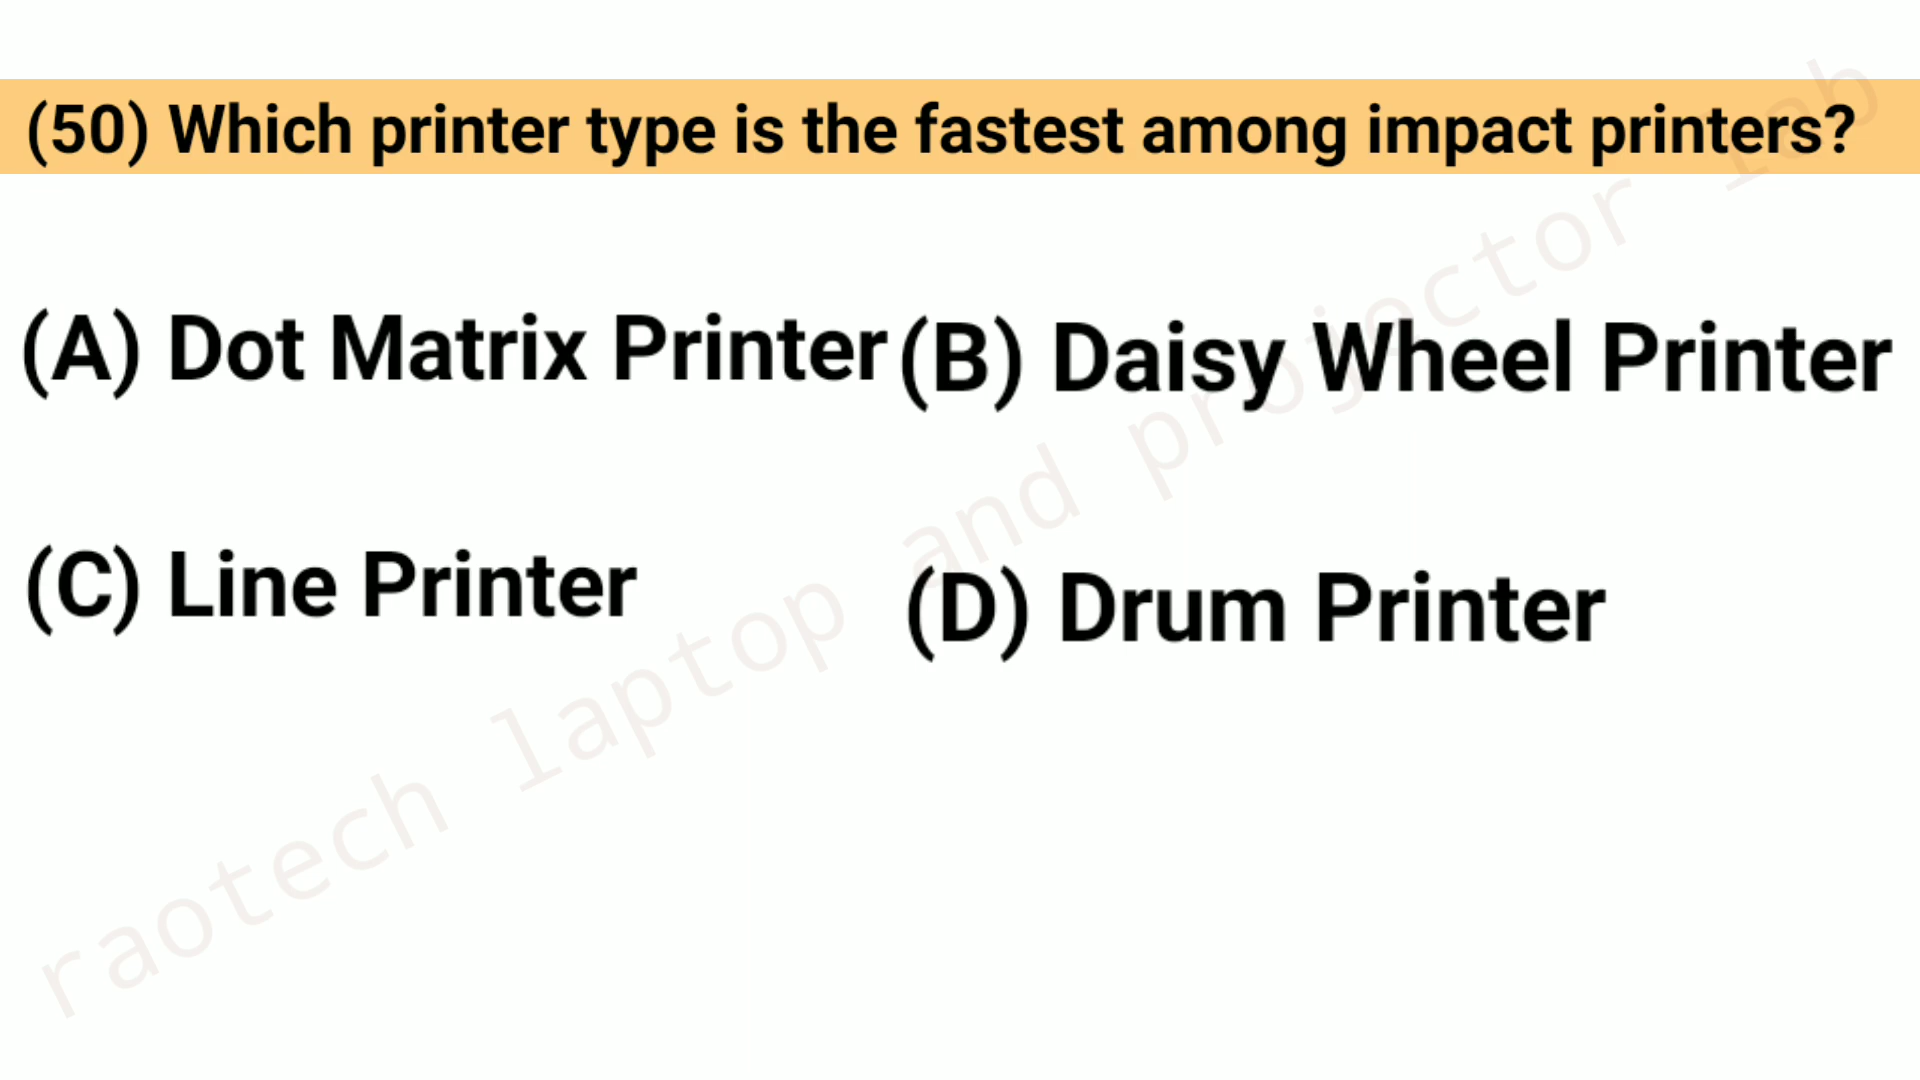 (50) Which printer type is the fastest among impact printers?
(A) Dot Matrix Printer (B) Daisy Wheel Printer
(C) Line Printer (D) Drum Printer
raotech laptop and projector lab